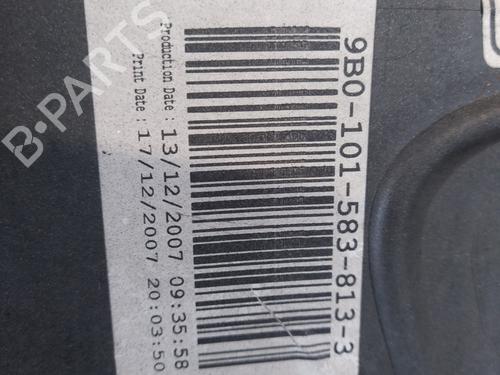 9B0-101-583-813-3
Production Date : 13/12/2007 09:35:58
Print Date : 17/12/2007 20:03:50
B-PARTS